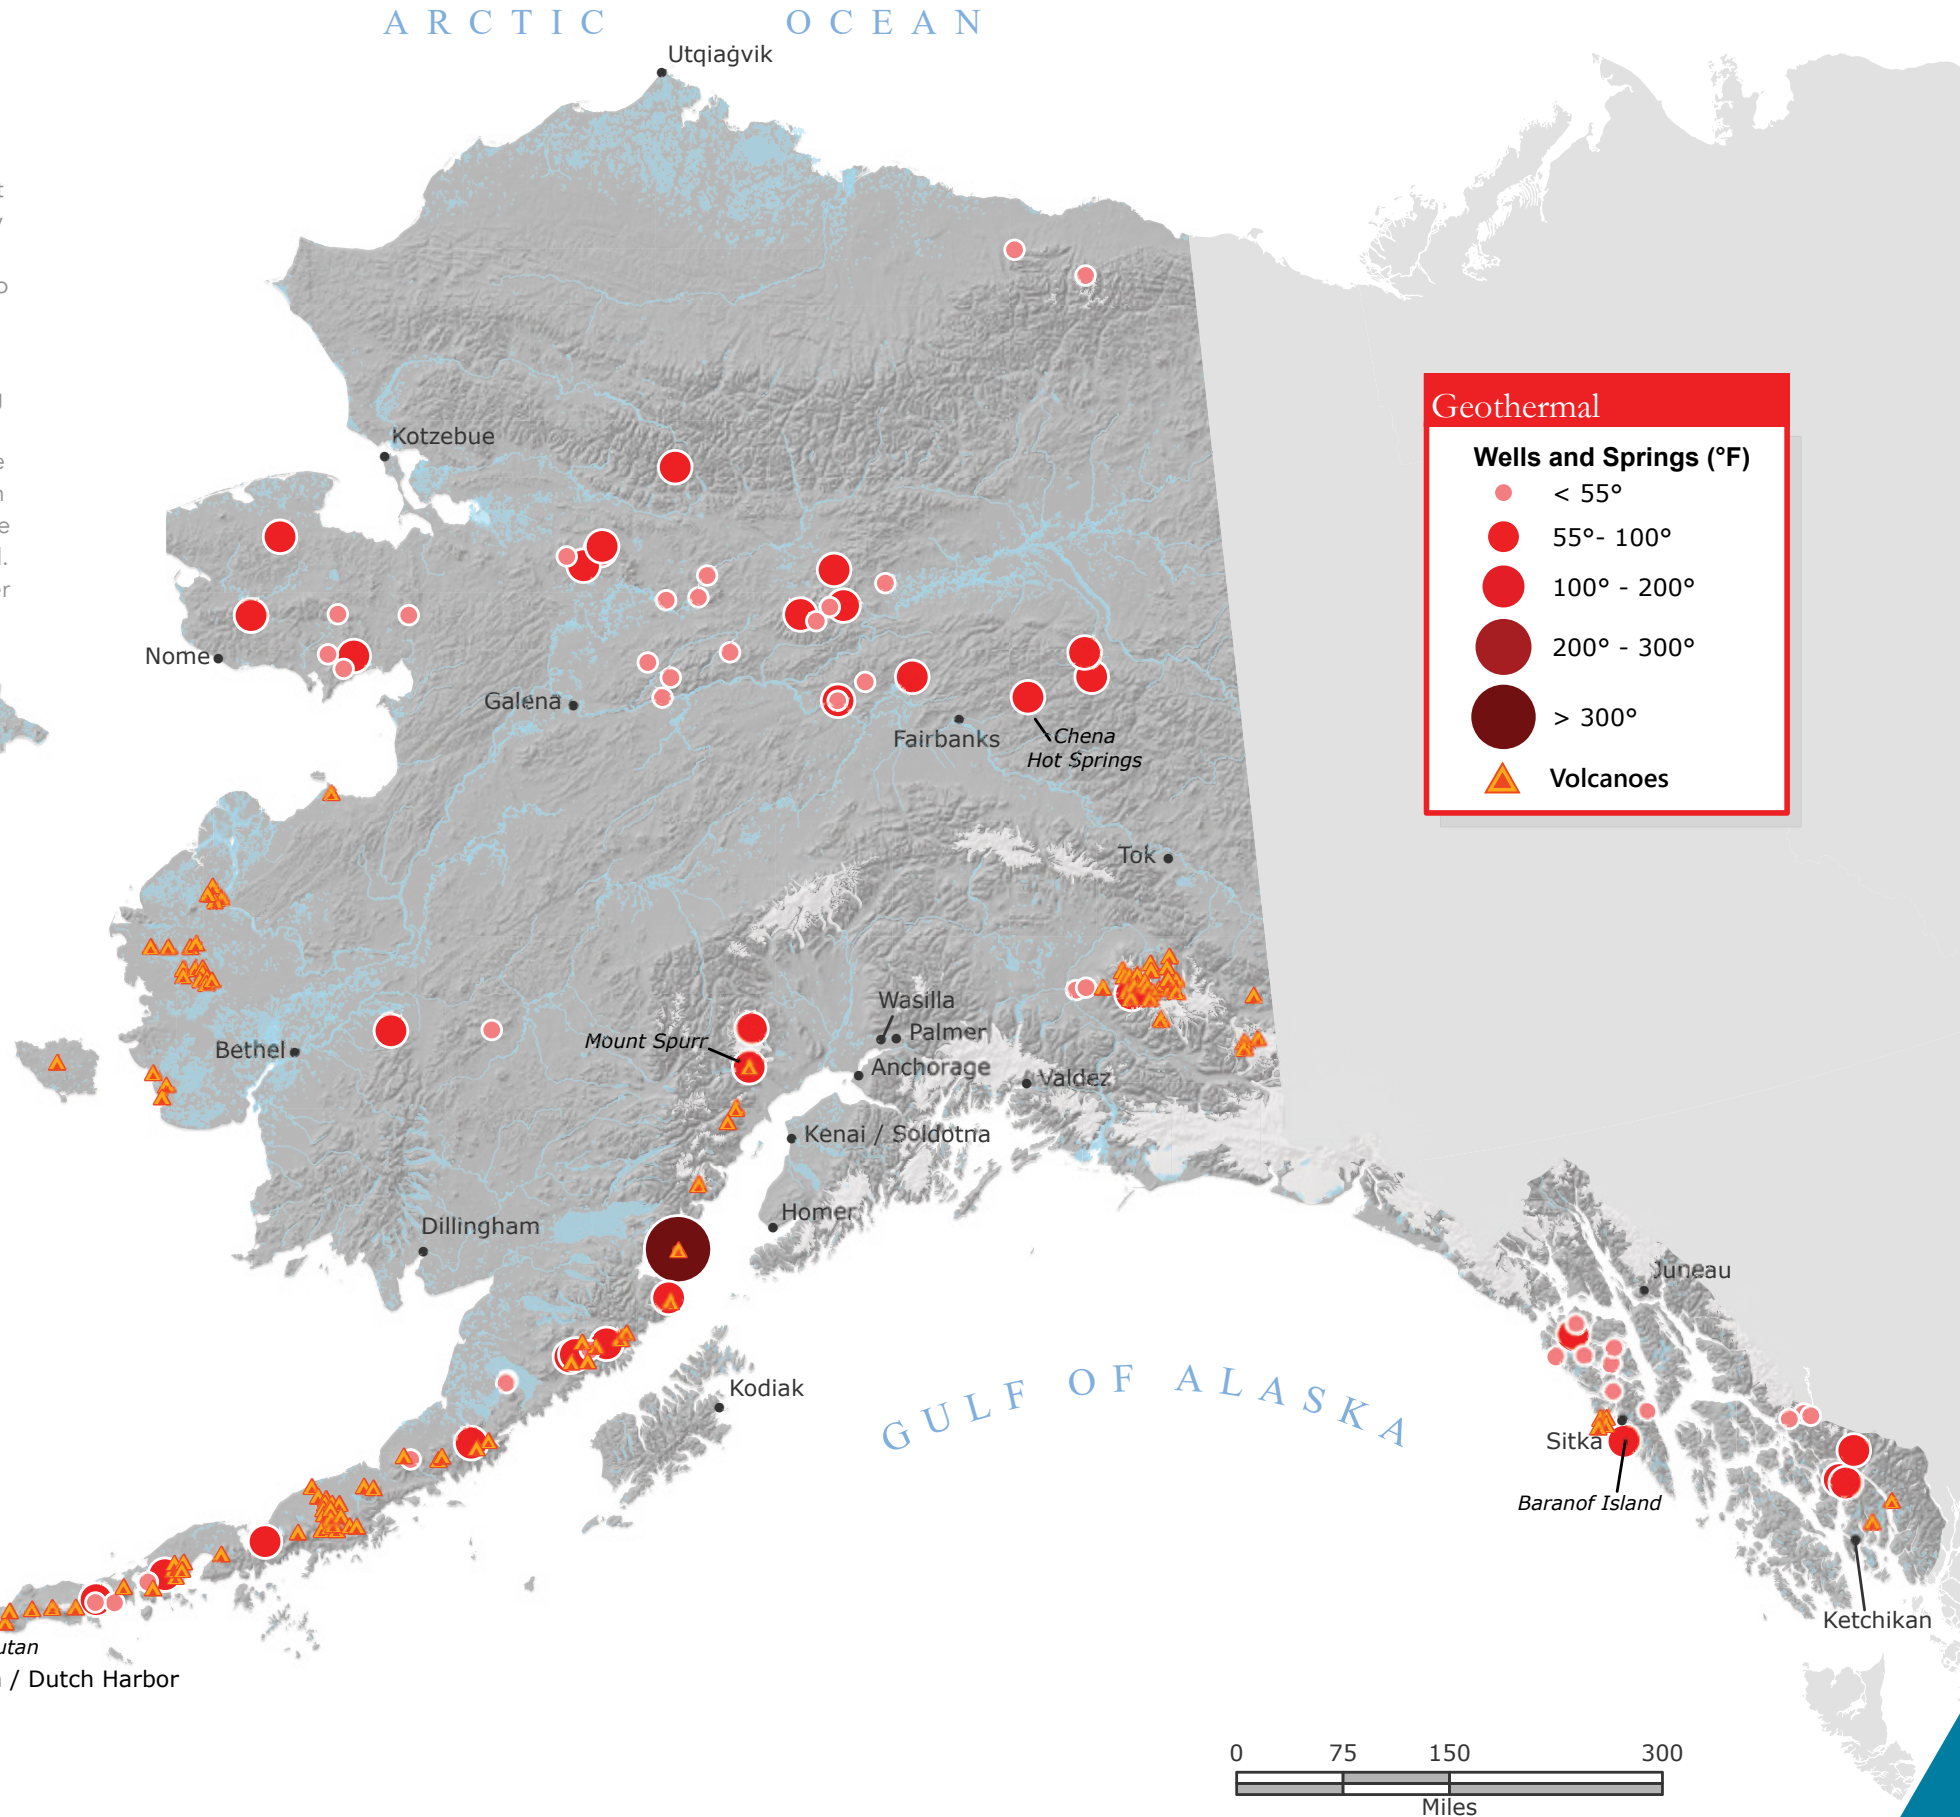 ARCTIC OCEAN
Utqiaġvik
Kotzebue
Nome
Galena
Fairbanks
Chena
Hot Springs
Tok
Geothermal
Wells and Springs (°F)
< 55°
55°- 100°
100° - 200°
200° - 300°
> 300°
Volcanoes
Wasilla
Palmer
Mount Spurr
Anchorage
Bethel
Valdez
Kenai / Soldotna
Homer
Dillingham
Juneau
Kodiak
GULF OF ALASKA
Sitka
Baranof Island
Ketchikan
/ Dutch Harbor
0 75 150 300
Miles